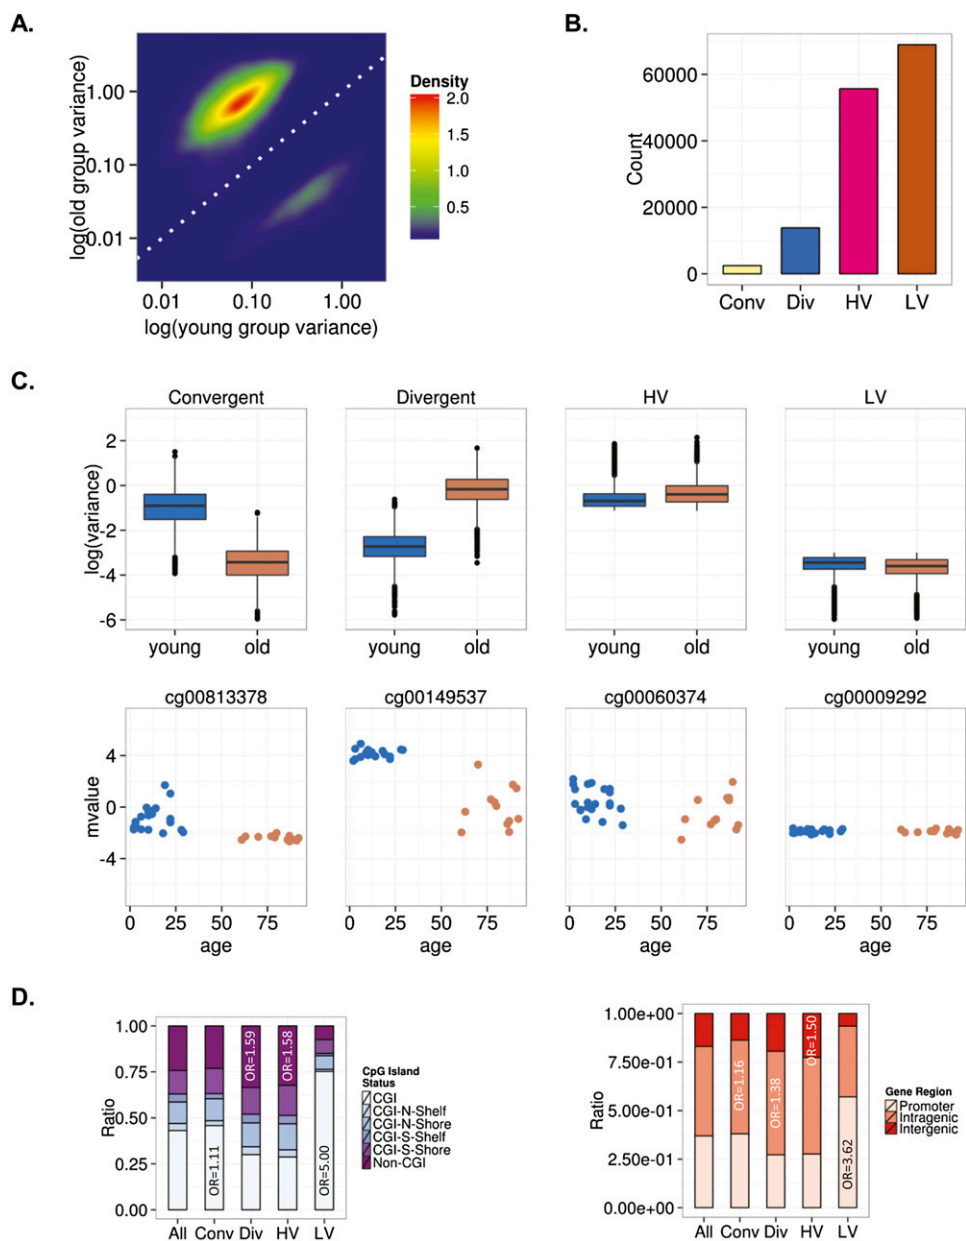 A.
log(old group variance)
1.00
0.10
0.01
0.01 0.10 1.00
log(young group variance)
Density
2.0
1.5
1.0
0.5
B.
Count
60000
40000
20000
0
Conv Div HV LV
C.
Convergent Divergent HV LV
log(variance)
2
0
-2
-4
-6
young old young old young old young old
cg00813378 cg00149537 cg00060374 cg00009292
mvalue
4
0
-4
0 25 50 75 0 25 50 75 0 25 50 75 0 25 50 75
age age age age
D.
Ratio
1.00
0.75
0.50
0.25
0.00
OR=1.11
OR=1.59
OR=1.58
OR=5.00
All Conv Div HV LV
CpG Island
Status
CGI
CGI-N-Shelf
CGI-N-Shore
CGI-S-Shelf
CGI-S-Shore
Non-CGI
Ratio
1.00e+00
7.50e-01
5.00e-01
2.50e-01
0.00e+00
OR=1.16
OR=1.38
OR=1.50
OR=3.62
All Conv Div HV LV
Gene Region
Promoter
Intragenic
Intergenic